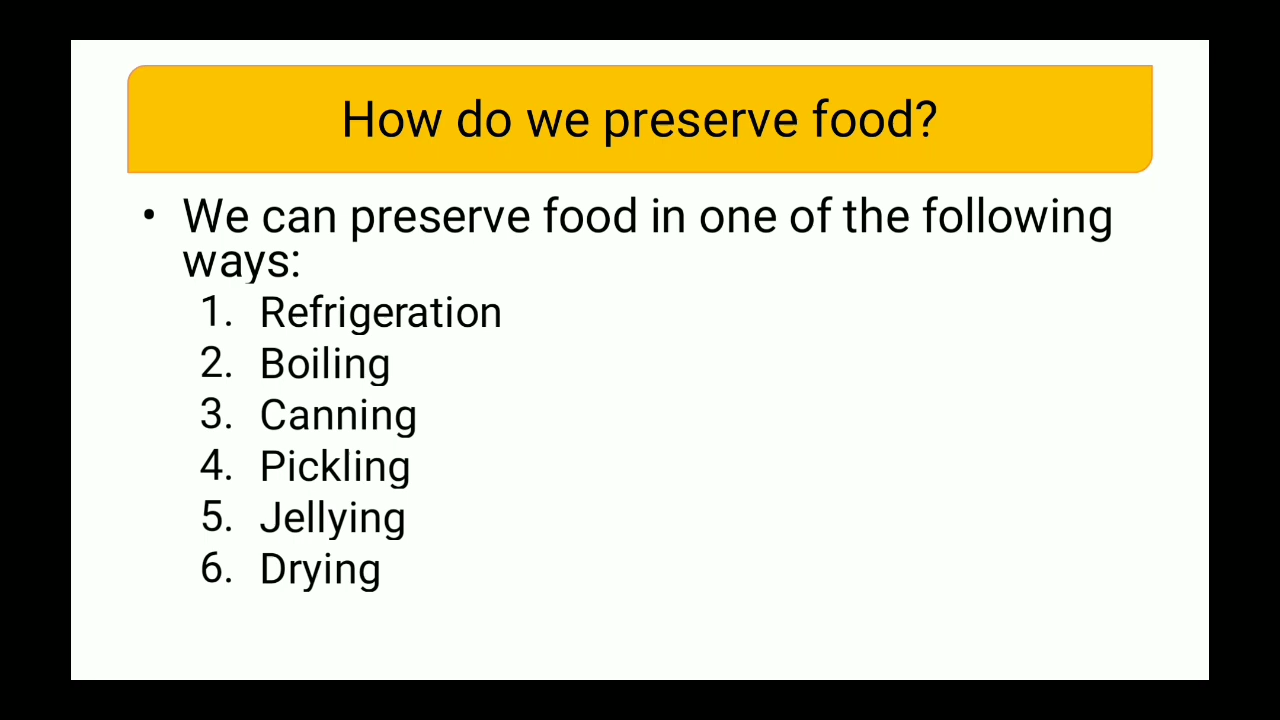 How do we preserve food?
• We can preserve food in one of the following
ways:
1. Refrigeration
2. Boiling
3. Canning
4. Pickling
5. Jellying
6. Drying